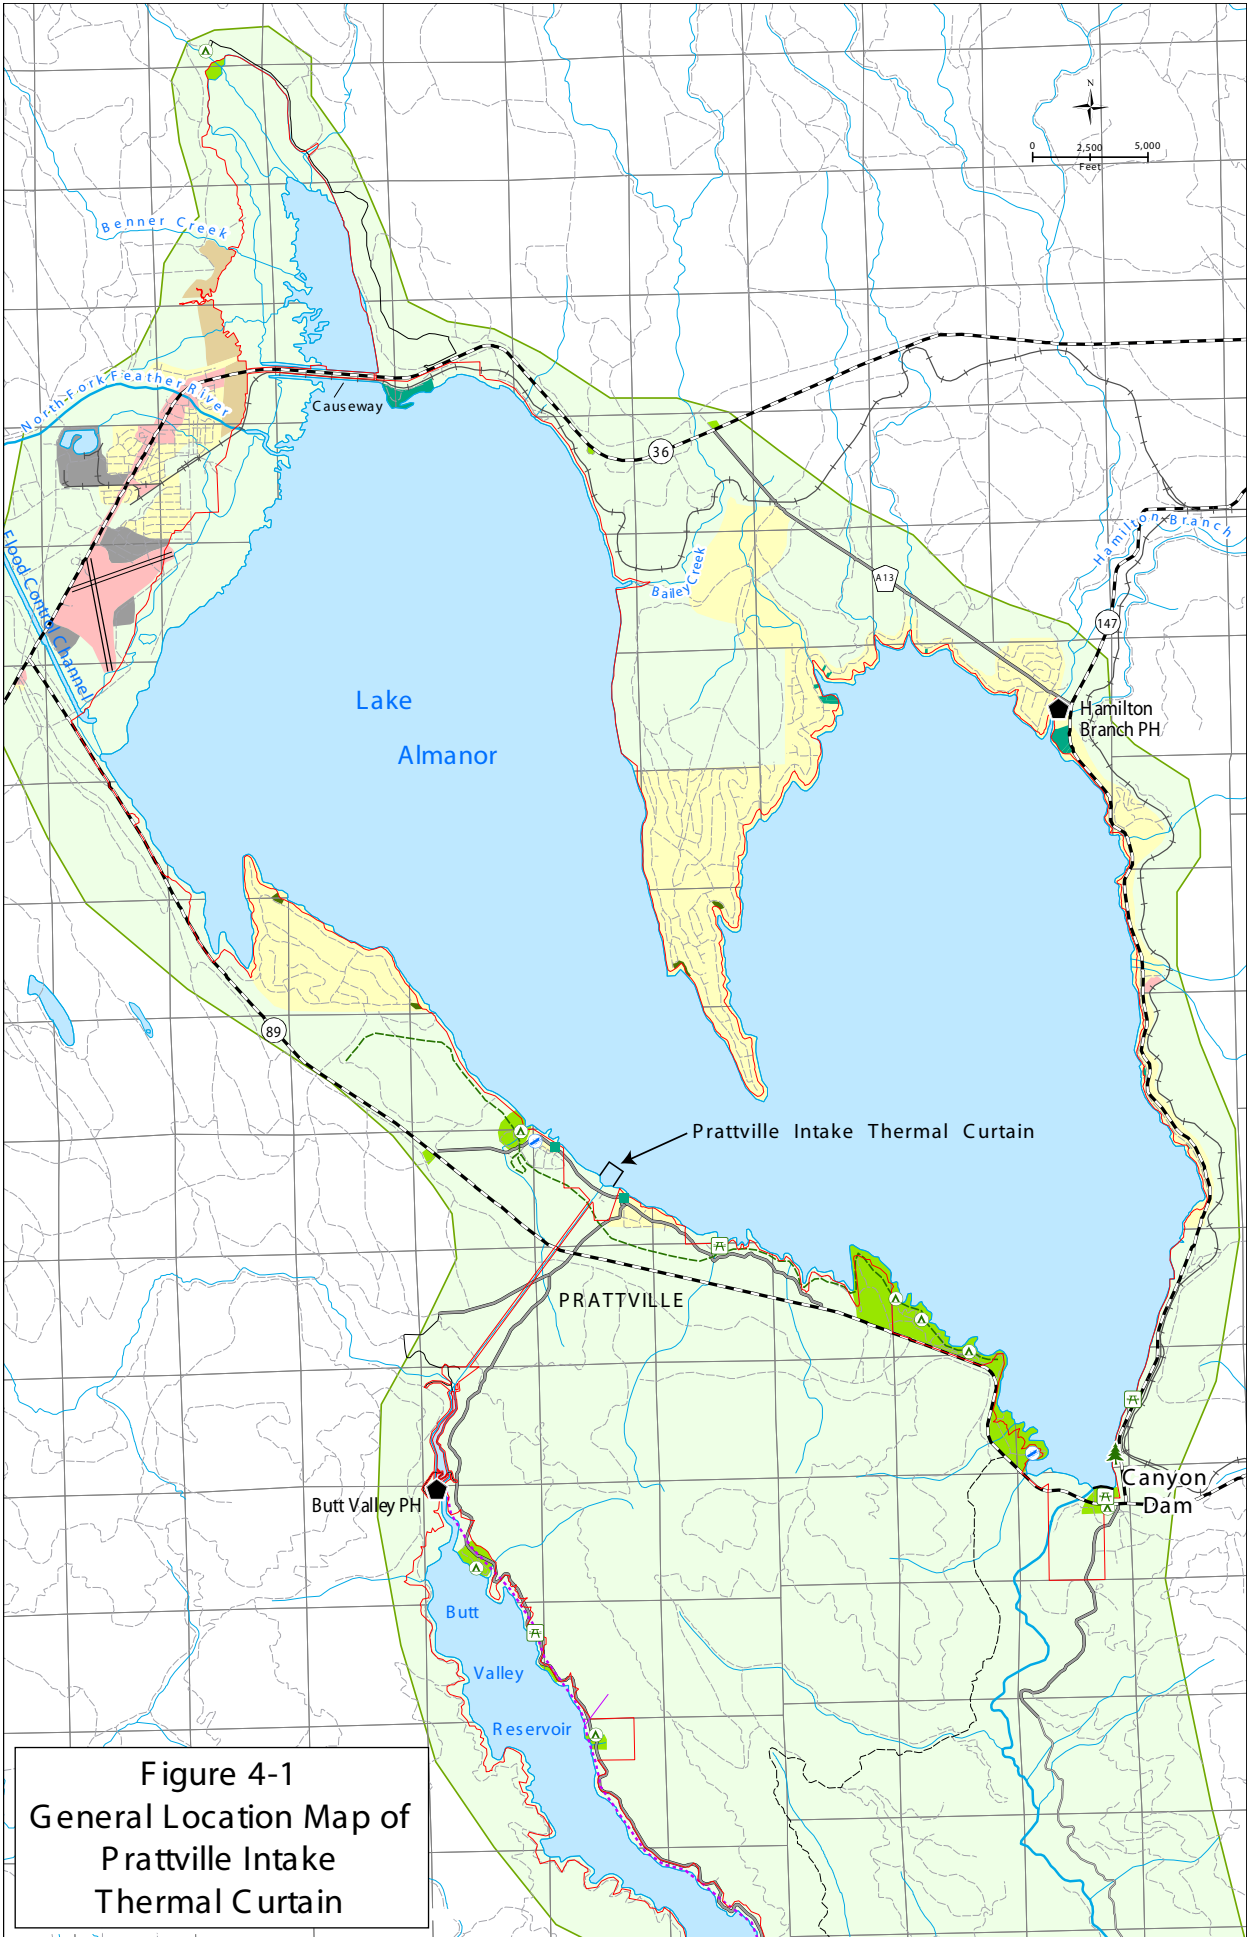 N
0 2,500 5,000
Feet
Benner Creek
North Fork Feather River
Causeway
36
Flood Control Channel
Bailey Creek
A13
Hamilton Branch
147
Lake
Almanor
Hamilton
Branch PH
89
Prattville Intake Thermal Curtain
PRATTVILLE
Canyon
Dam
Butt Valley PH
Butt
Valley
Reservoir
Figure 4-1
General Location Map of
Prattville Intake
Thermal Curtain